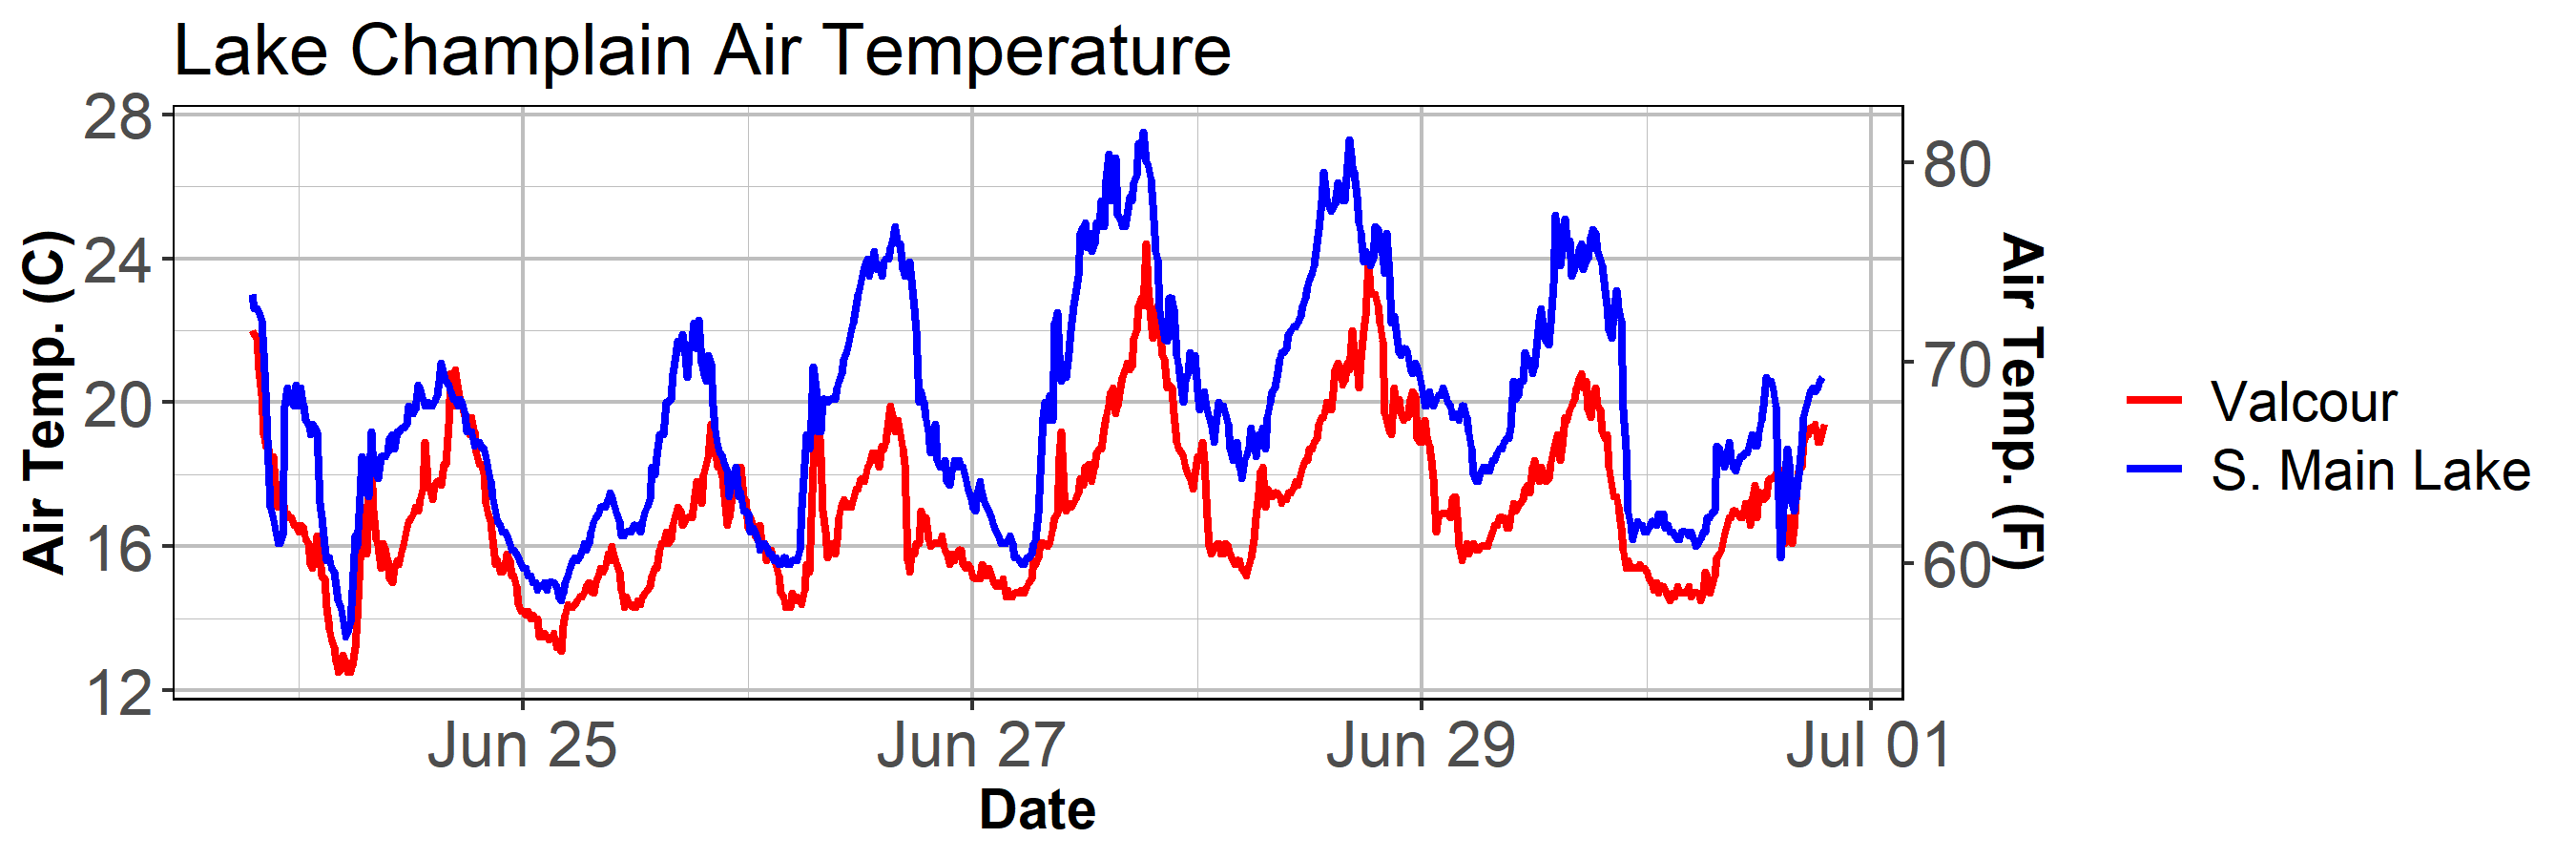 Lake Champlain Air Temperature
28
24
20
16
12
Air Temp. (C)
80
70
60
Air Temp. (F)
Jun 25
Jun 27
Jun 29
Jul 01
Date
Valcour
S. Main Lake